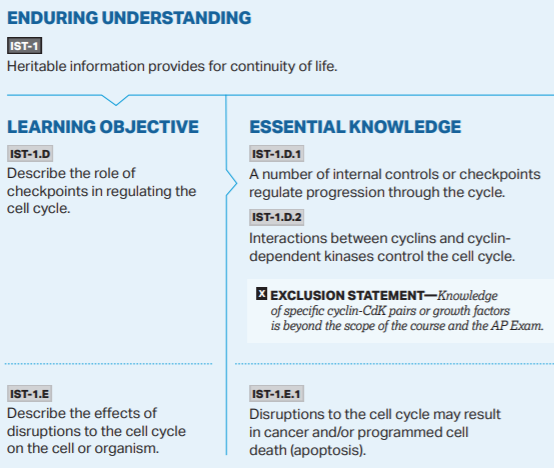 ENDURING UNDERSTANDING
IST-1
Heritable information provides for continuity of life.
LEARNING OBJECTIVE
IST-1.D
Describe the role of
checkpoints in regulating the
cell cycle.
ESSENTIAL KNOWLEDGE
IST-1.D.1
A number of internal controls or checkpoints
regulate progression through the cycle.
IST-1.D.2
Interactions between cyclins and cyclin-
dependent kinases control the cell cycle.
X EXCLUSION STATEMENT—Knowledge
of specific cyclin-CdK pairs or growth factors
is beyond the scope of the course and the AP Exam.
IST-1.E
Describe the effects of
disruptions to the cell cycle
on the cell or organism.
IST-1.E.1
Disruptions to the cell cycle may result
in cancer and/or programmed cell
death (apoptosis).